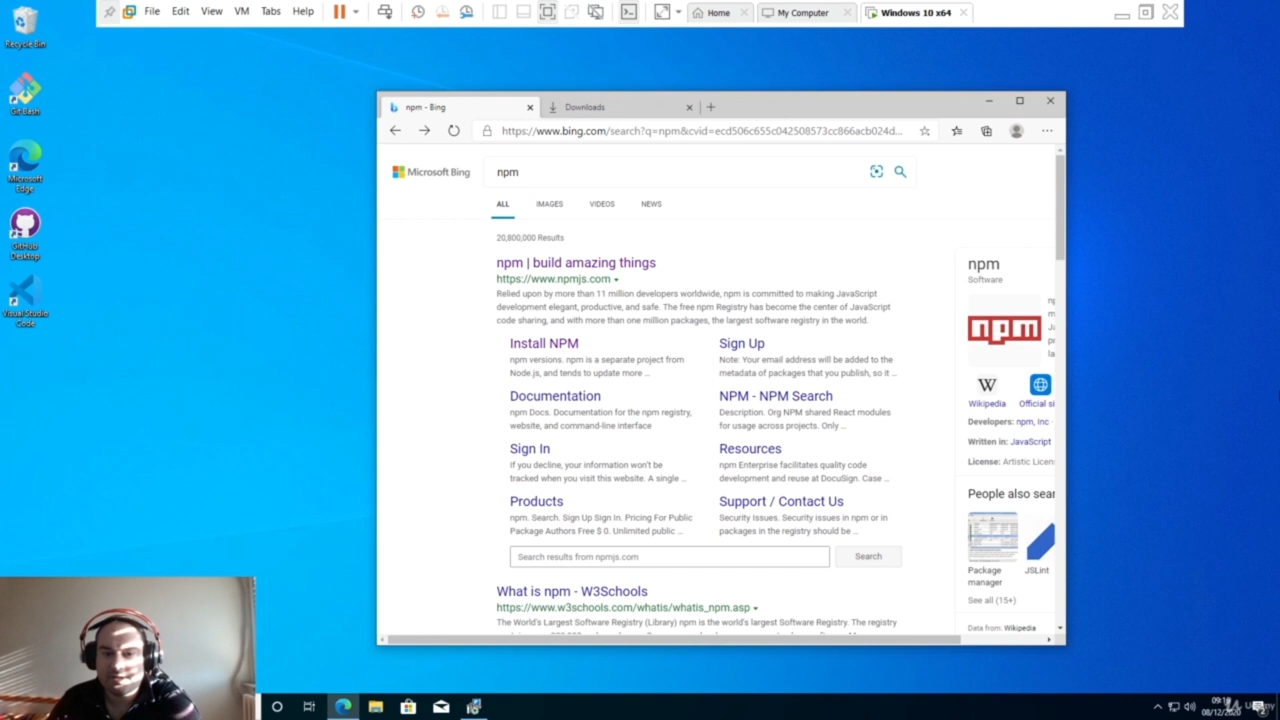 File Edit View VM Tabs Help
Home My Computer Windows 10 x64
Recycle Bin
Git Bash
Microsoft
Edge
GitHub
Desktop
Visual Studio
Code
npm - Bing
Downloads
https://www.bing.com/search?q=npm&cvid=ecd506c655c042508573cc866acb024d...
Microsoft Bing
npm
ALL IMAGES VIDEOS NEWS
20,800,000 Results
npm | build amazing things
https://www.npmjs.com
Relied upon by more than 11 million developers worldwide, npm is committed to making JavaScript
development elegant, productive, and safe. The free npm Registry has become the center of JavaScript
code sharing, and with more than one million packages, the largest software registry in the world.
Install NPM
npm versions. npm is a separate project from
Node.js, and tends to update more ...
Sign Up
Note: Your email address will be added to the
metadata of packages that you publish, so it ...
Documentation
npm Docs. Documentation for the npm registry,
website, and command-line interface
NPM - NPM Search
Description. Org NPM shared React modules
for usage across projects. Only ...
Sign In
If you decline, your information won't be
tracked when you visit this website. A single ...
Resources
npm Enterprise facilitates quality code
development and reuse at DocuSign. Case ...
Products
npm. Search. Sign Up Sign In. Pricing For Public
Package Authors Free $ 0. Unlimited public ...
Support / Contact Us
Security Issues. Security issues in npm or in
packages in the registry should be ...
Search results from npmjs.com
Search
What is npm - W3Schools
https://www.w3schools.com/whatis/whatis_npm.asp
The World's Largest Software Registry (Library) npm is the world's largest Software Registry. The registry
npm
Software
npm
W
Wikipedia
Official si
Developers: npm, Inc
Written in: JavaScript
License: Artistic Licen
People also sear
Package
manager
JSLint
See all (15+)
Data from: Wikipedia
08/12/2020